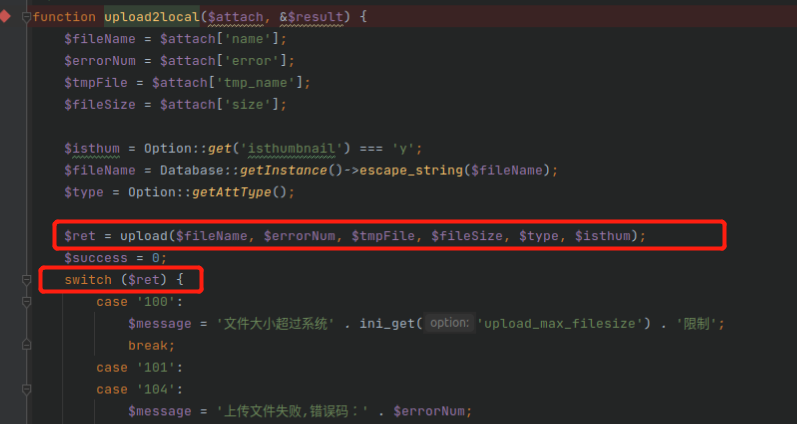 function upload2local($attach, &$result) {
$fileName = $attach['name'];
$errorNum = $attach['error'];
$tmpFile = $attach['tmp_name'];
$fileSize = $attach['size'];
$isthum = Option::get('isthumbnail') === 'y';
$fileName = Database::getInstance()->escape_string($fileName);
$type = Option::getAttType();
$ret = upload($fileName, $errorNum, $tmpFile, $fileSize, $type, $isthum);
$success = 0;
switch ($ret) {
case '100':
$message = '文件大小超过系统' . ini_get( option: 'upload_max_filesize') . '限制';
break;
case '101':
case '104':
$message = '上传文件失败,错误码：' . $errorNum;